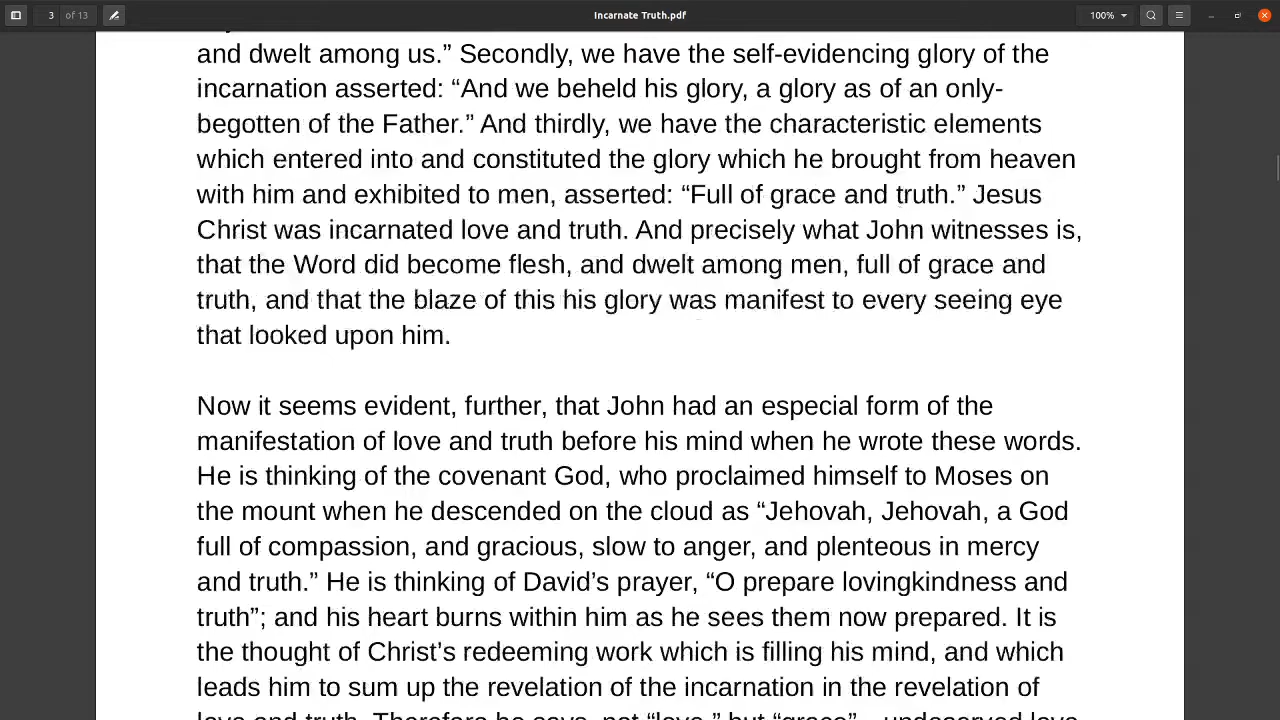 3 of 13
Incarnate Truth.pdf
100%
and dwelt among us.” Secondly, we have the self-evidencing glory of the
incarnation asserted: “And we beheld his glory, a glory as of an only-
begotten of the Father.” And thirdly, we have the characteristic elements
which entered into and constituted the glory which he brought from heaven
with him and exhibited to men, asserted: “Full of grace and truth.” Jesus
Christ was incarnated love and truth. And precisely what John witnesses is,
that the Word did become flesh, and dwelt among men, full of grace and
truth, and that the blaze of this his glory was manifest to every seeing eye
that looked upon him.
Now it seems evident, further, that John had an especial form of the
manifestation of love and truth before his mind when he wrote these words.
He is thinking of the covenant God, who proclaimed himself to Moses on
the mount when he descended on the cloud as “Jehovah, Jehovah, a God
full of compassion, and gracious, slow to anger, and plenteous in mercy
and truth.” He is thinking of David’s prayer, “O prepare lovingkindness and
truth”; and his heart burns within him as he sees them now prepared. It is
the thought of Christ’s redeeming work which is filling his mind, and which
leads him to sum up the revelation of the incarnation in the revelation of
love and truth. Therefore he says, not “love,” but “grace”—undeserved love